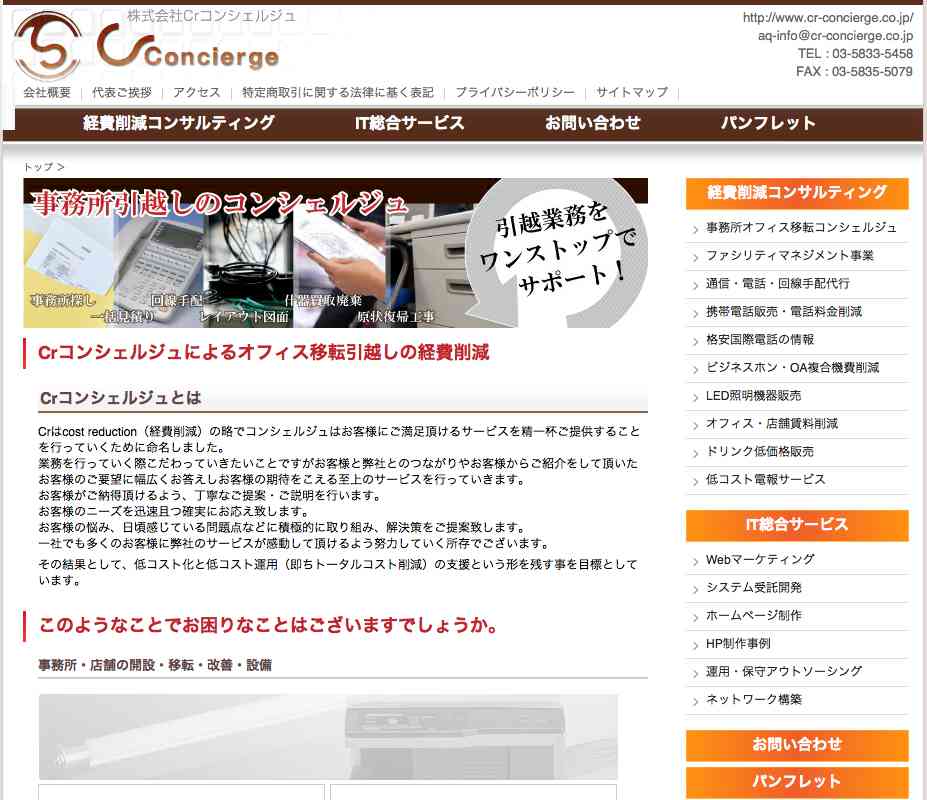 株式会社Crコンシェルジュ
Cr Concierge
http://www.cr-concierge.co.jp/
aq-info@cr-concierge.co.jp
TEL : 03-5833-5458
FAX : 03-5835-5079
会社概要 代表ご挨拶 アクセス 特定商取引に関する法律に基く表記 プライバシーポリシー サイトマップ
経費削減コンサルティング IT総合サービス お問い合わせ パンフレット
トップ >
事務所引越しのコンシェルジュ
引越業務を
ワンストップで
サポート！
事務所探し 回線手配 什器買取廃棄
一括見積り レイアウト図面 原状復帰工事
Crコンシェルジュによるオフィス移転引越しの経費削減
Crコンシェルジュとは
Crはcost reduction（経費削減）の略でコンシェルジュはお客様にご満足頂けるサービスを精一杯ご提供すること
を行っていくために命名しました。
業務を行っていく際こだわっていきたいことですがお客様と弊社とのつながりやお客様からご紹介をして頂いた
お客様のご要望に幅広くお答えしお客様の期待をこえる至上のサービスを行っていきます。
お客様がご納得頂けるよう、丁寧なご提案・ご説明を行います。
お客様のニーズを迅速且つ確実にお応え致します。
お客様の悩み、日頃感じている問題点などに積極的に取り組み、解決策をご提案致します。
一社でも多くのお客様に弊社のサービスが感動して頂けるよう努力していく所存でございます。
その結果として、低コスト化と低コスト運用（即ちトータルコスト削減）の支援という形を残す事を目標として
います。
このようなことでお困りなことはございますでしょうか。
事務所・店舗の開設・移転・改善・設備
経費削減コンサルティング
事務所オフィス移転コンシェルジュ
ファシリティマネジメント事業
通信・電話・回線手配代行
携帯電話販売・電話料金削減
格安国際電話の情報
ビジネスホン・OA複合機費削減
LED照明機器販売
オフィス・店舗賃料削減
ドリンク低価格販売
低コスト電報サービス
IT総合サービス
Webマーケティング
システム受託開発
ホームページ制作
HP制作事例
運用・保守アウトソーシング
ネットワーク構築
お問い合わせ
パンフレット